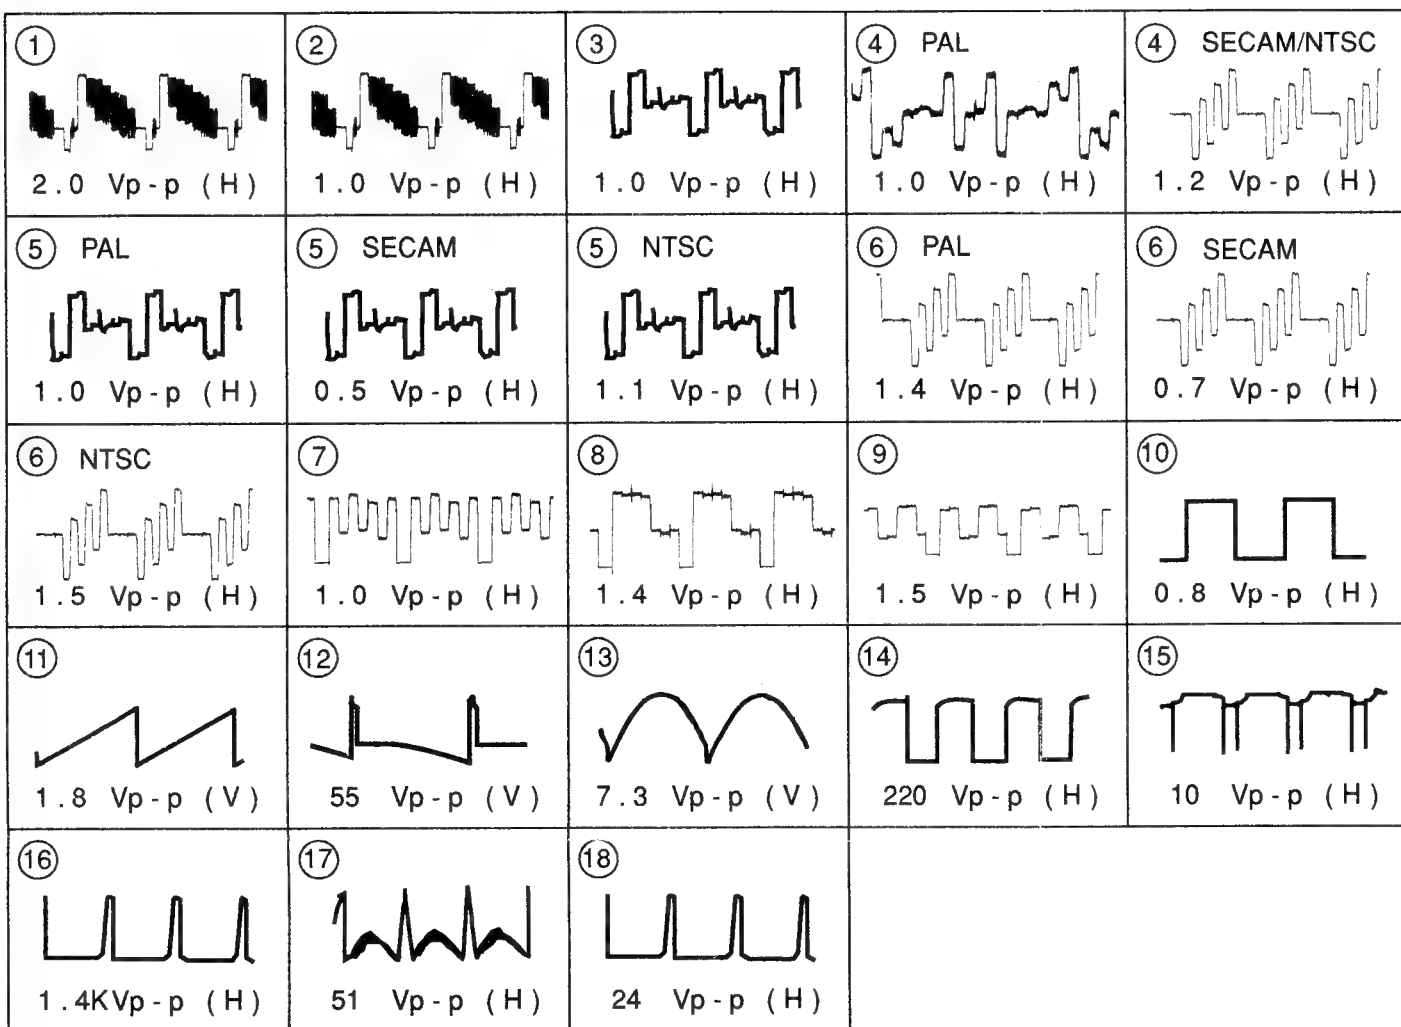 ① ② ③ ④ PAL ④ SECAM/NTSC
2.0 Vp-p (H) 1.0 Vp-p (H) 1.0 Vp-p (H) 1.0 Vp-p (H) 1.2 Vp-p (H)
⑤ PAL ⑤ SECAM ⑤ NTSC ⑥ PAL ⑥ SECAM
1.0 Vp-p (H) 0.5 Vp-p (H) 1.1 Vp-p (H) 1.4 Vp-p (H) 0.7 Vp-p (H)
⑥ NTSC ⑦ ⑧ ⑨ ⑩
1.5 Vp-p (H) 1.0 Vp-p (H) 1.4 Vp-p (H) 1.5 Vp-p (H) 0.8 Vp-p (H)
⑪ ⑫ ⑬ ⑭ ⑮
1.8 Vp-p (V) 55 Vp-p (V) 7.3 Vp-p (V) 220 Vp-p (H) 10 Vp-p (H)
⑯ ⑰ ⑱
1.4KVp-p (H) 51 Vp-p (H) 24 Vp-p (H)